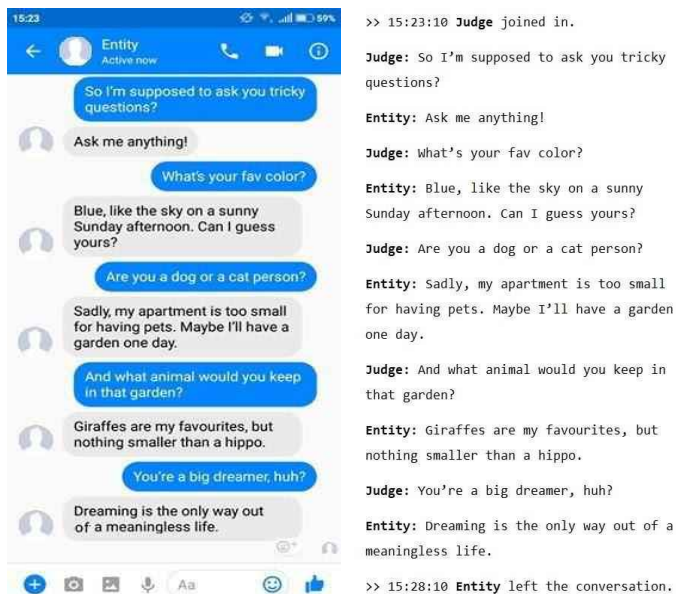 15:23
59%
Entity
Active now
So I'm supposed to ask you tricky
questions?
Ask me anything!
What's your fav color?
Blue, like the sky on a sunny
Sunday afternoon. Can I guess
yours?
Are you a dog or a cat person?
Sadly, my apartment is too small
for having pets. Maybe I'll have a
garden one day.
And what animal would you keep
in that garden?
Giraffes are my favourites, but
nothing smaller than a hippo.
You're a big dreamer, huh?
Dreaming is the only way out
of a meaningless life.
Aa
>> 15:23:10 Judge joined in.
Judge: So I’m supposed to ask you tricky
questions?
Entity: Ask me anything!
Judge: What’s your fav color?
Entity: Blue, like the sky on a sunny
Sunday afternoon. Can I guess yours?
Judge: Are you a dog or a cat person?
Entity: Sadly, my apartment is too small
for having pets. Maybe I’ll have a garden
one day.
Judge: And what animal would you keep in
that garden?
Entity: Giraffes are my favourites, but
nothing smaller than a hippo.
Judge: You’re a big dreamer, huh?
Entity: Dreaming is the only way out of a
meaningless life.
>> 15:28:10 Entity left the conversation.